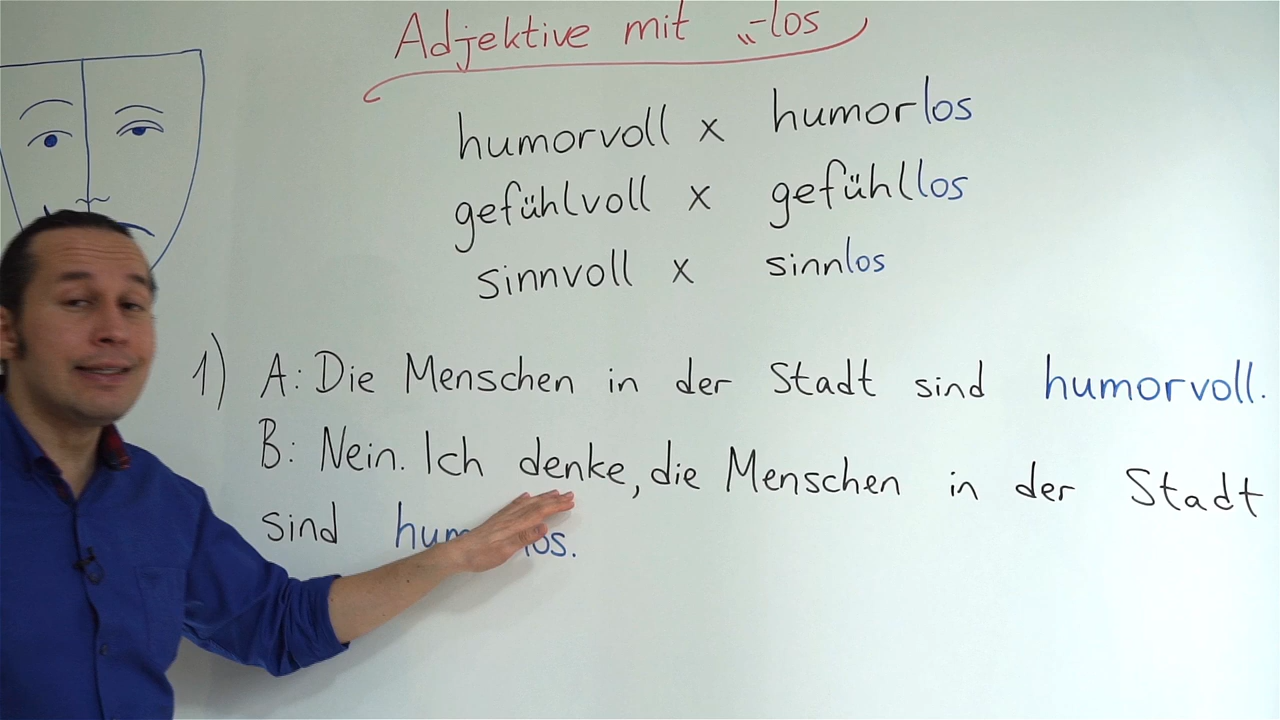 Adjektive mit „-los
humorvoll x humorlos
gefühlvoll x gefühllos
sinnvoll x sinnlos
1) A: Die Menschen in der Stadt sind humorvoll.
B: Nein. Ich denke, die Menschen in der Stadt
sind